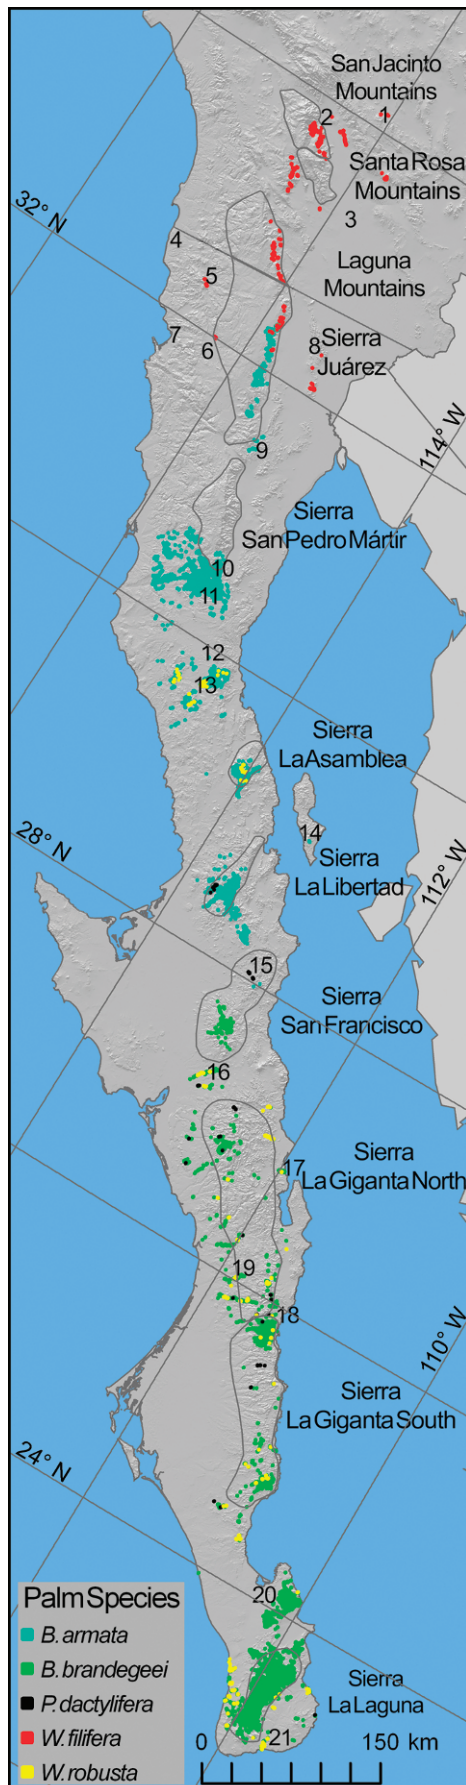 San Jacinto
Mountains
1
2
Santa Rosa
Mountains
32° N
3
4
Laguna
Mountains
5
7
6
8
Sierra
Juárez
114° W
9
Sierra
San Pedro Mártir
10
11
12
13
Sierra
La Asamblea
14
28° N
Sierra
La Libertad
112° W
15
Sierra
San Francisco
16
Sierra
La Giganta North
17
19
18
110° W
Sierra
La Giganta South
24° N
20
Palm Species
B. armata
B. brandegeei
P. dactylifera
W. filifera
W. robusta
Sierra
La Laguna
21
0 150 km